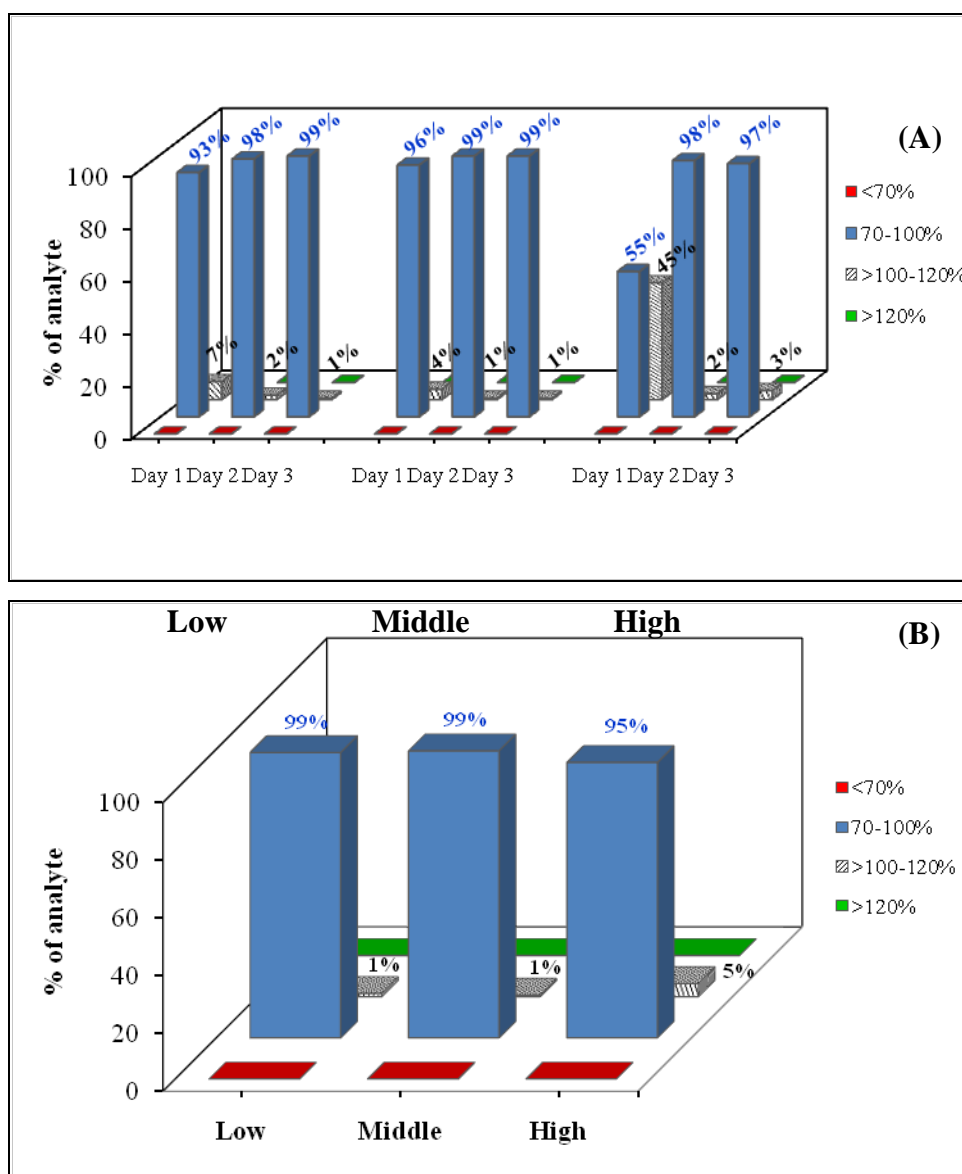 (A)
93% 98% 99% 96% 99% 99% 55% 45% 98% 97%
7% 2% 1% 4% 1% 1% 2% 3%
% of analyte
100
80
60
40
20
0
Day 1 Day 2 Day 3 Day 1 Day 2 Day 3 Day 1 Day 2 Day 3
<70%
70-100%
>100-120%
>120%
Low Middle High
(B)
99% 99% 95%
1% 1% 5%
% of analyte
100
80
60
40
20
0
Low Middle High
<70%
70-100%
>100-120%
>120%